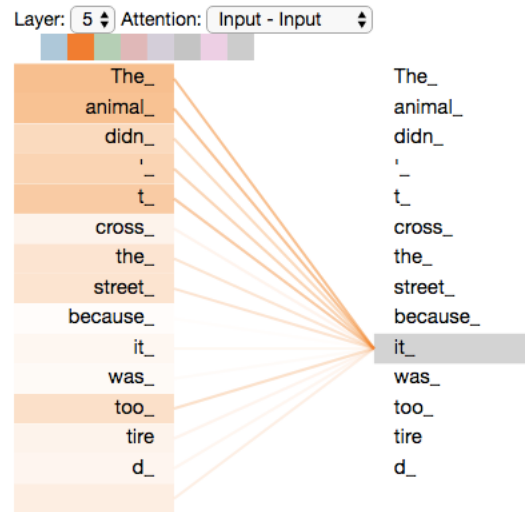 Layer: 5 Attention: Input - Input
The_ The_
animal_ animal_
didn_ didn_
'_ '_
t_ t_
cross_ cross_
the_ the_
street_ street_
because_ because_
it_ it_
was_ was_
too_ too_
tire tire
d_ d_